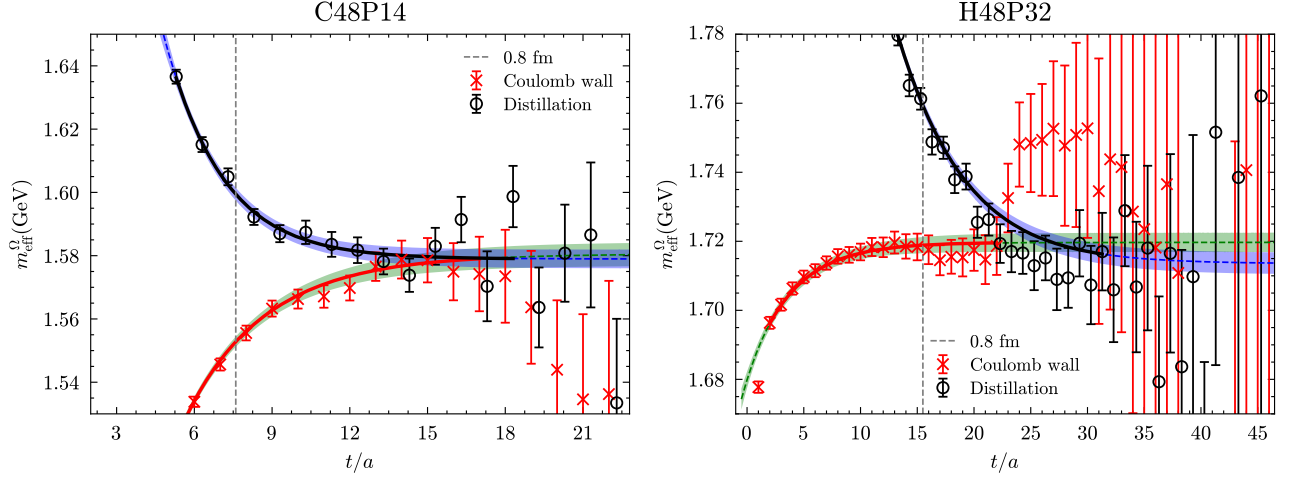 C48P14
m_eff^Ω (GeV)
1.64
1.62
1.60
1.58
1.56
1.54
3 6 9 12 15 18 21
t/a
0.8 fm
Coulomb wall
Distillation
H48P32
m_eff^Ω (GeV)
1.78
1.76
1.74
1.72
1.70
1.68
0 5 10 15 20 25 30 35 40 45
t/a
0.8 fm
Coulomb wall
Distillation